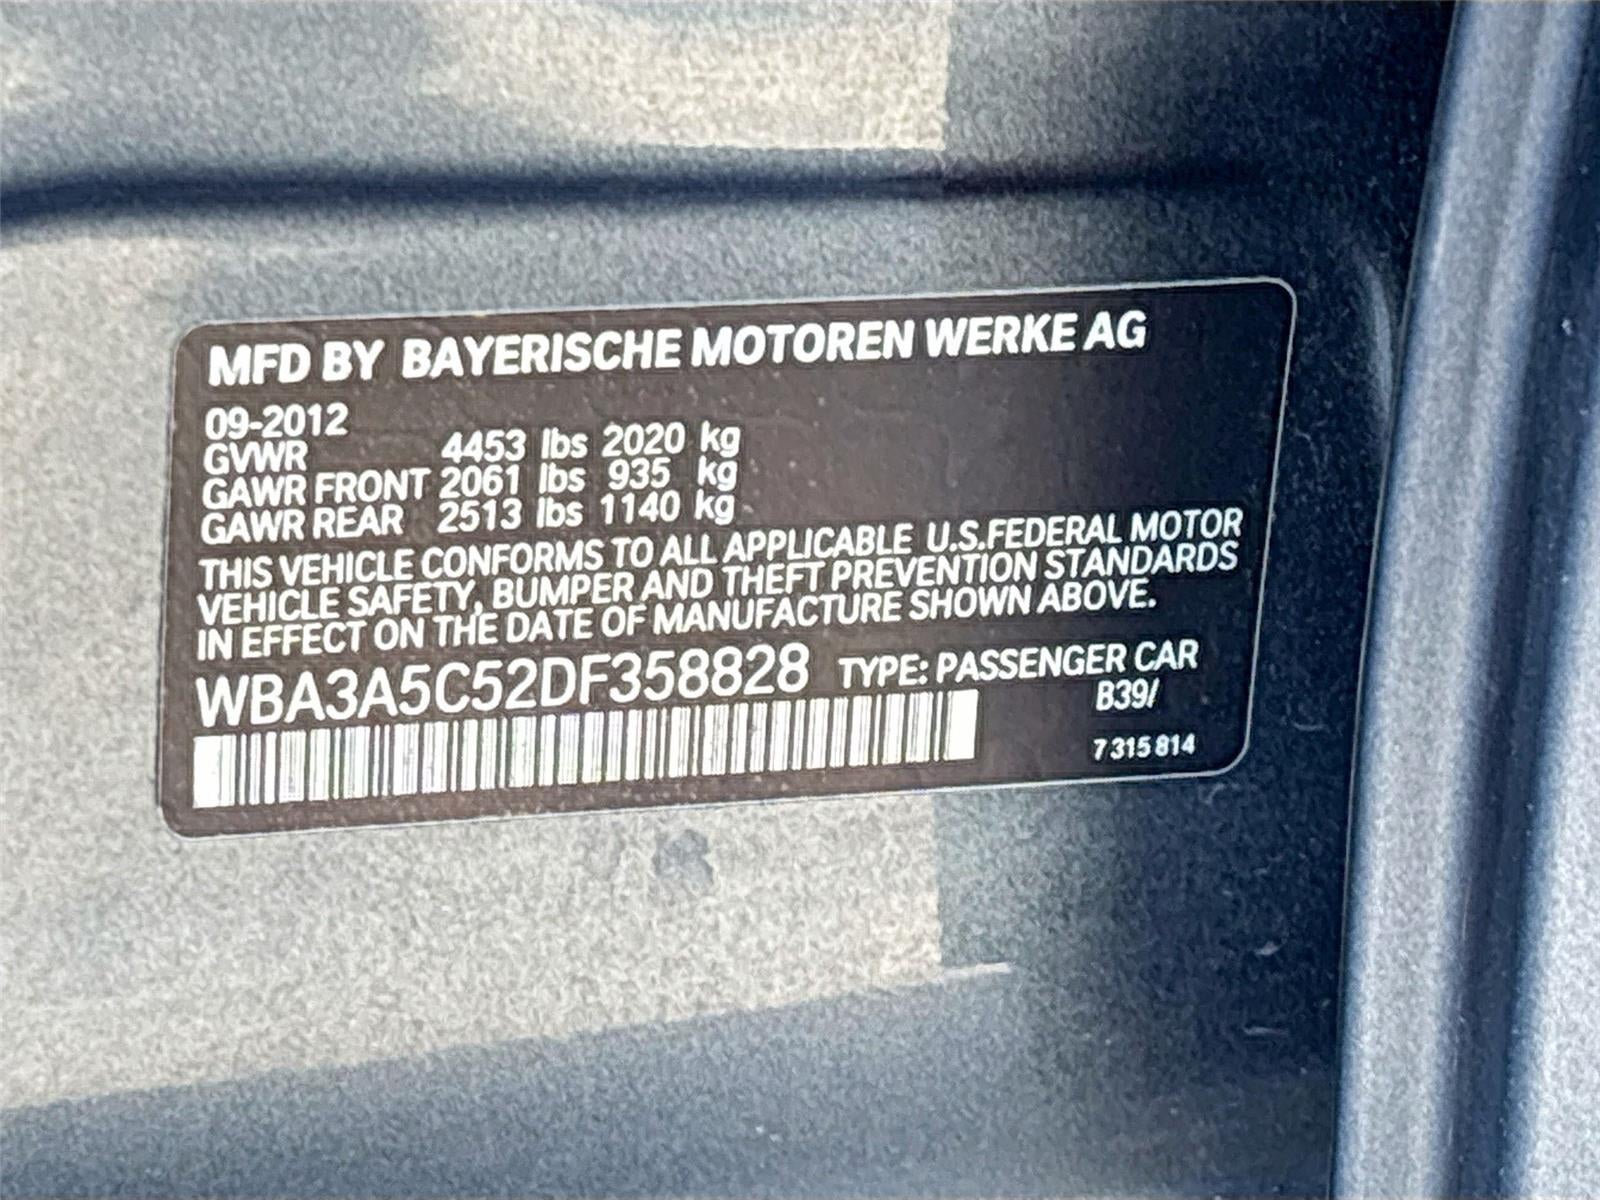 MFD BY BAYERISCHE MOTOREN WERKE AG
09-2012
GVWR 4453 lbs 2020 kg
GAWR FRONT 2061 lbs 935 kg
GAWR REAR 2513 lbs 1140 kg
THIS VEHICLE CONFORMS TO ALL APPLICABLE U.S.FEDERAL MOTOR
VEHICLE SAFETY, BUMPER AND THEFT PREVENTION STANDARDS
IN EFFECT ON THE DATE OF MANUFACTURE SHOWN ABOVE.
WBA3A5C52DF358828 TYPE: PASSENGER CAR
B39/
7 315 814